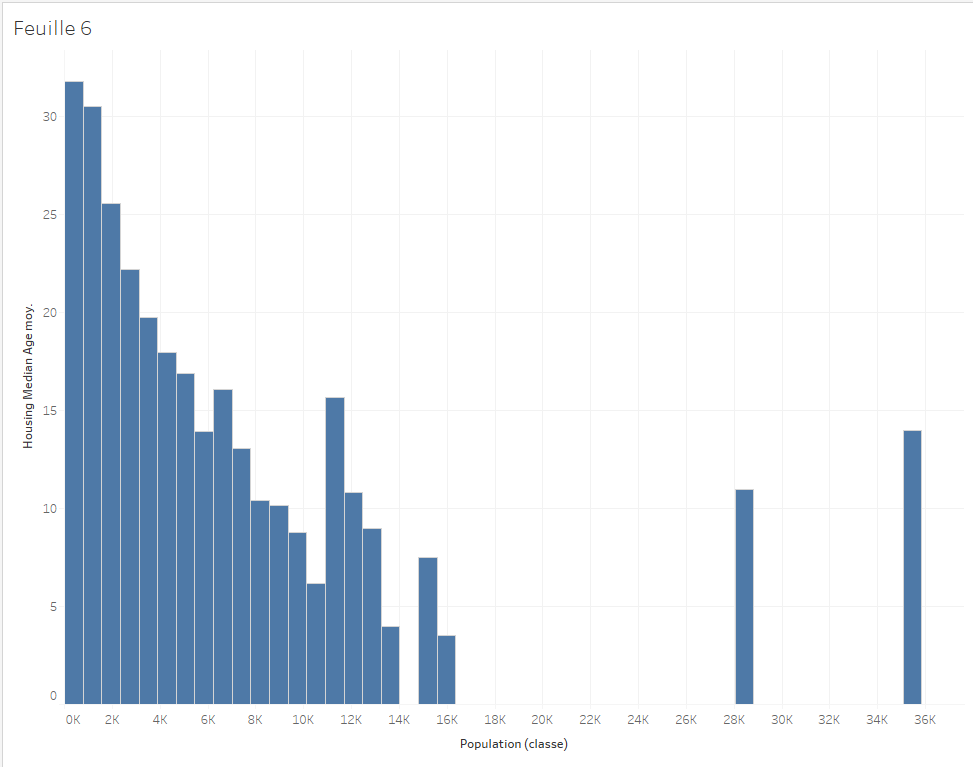 Feuille 6
30
25
20
15
10
5
0
Housing Median Age moy.
0K 2K 4K 6K 8K 10K 12K 14K 16K 18K 20K 22K 24K 26K 28K 30K 32K 34K 36K
Population (classe)